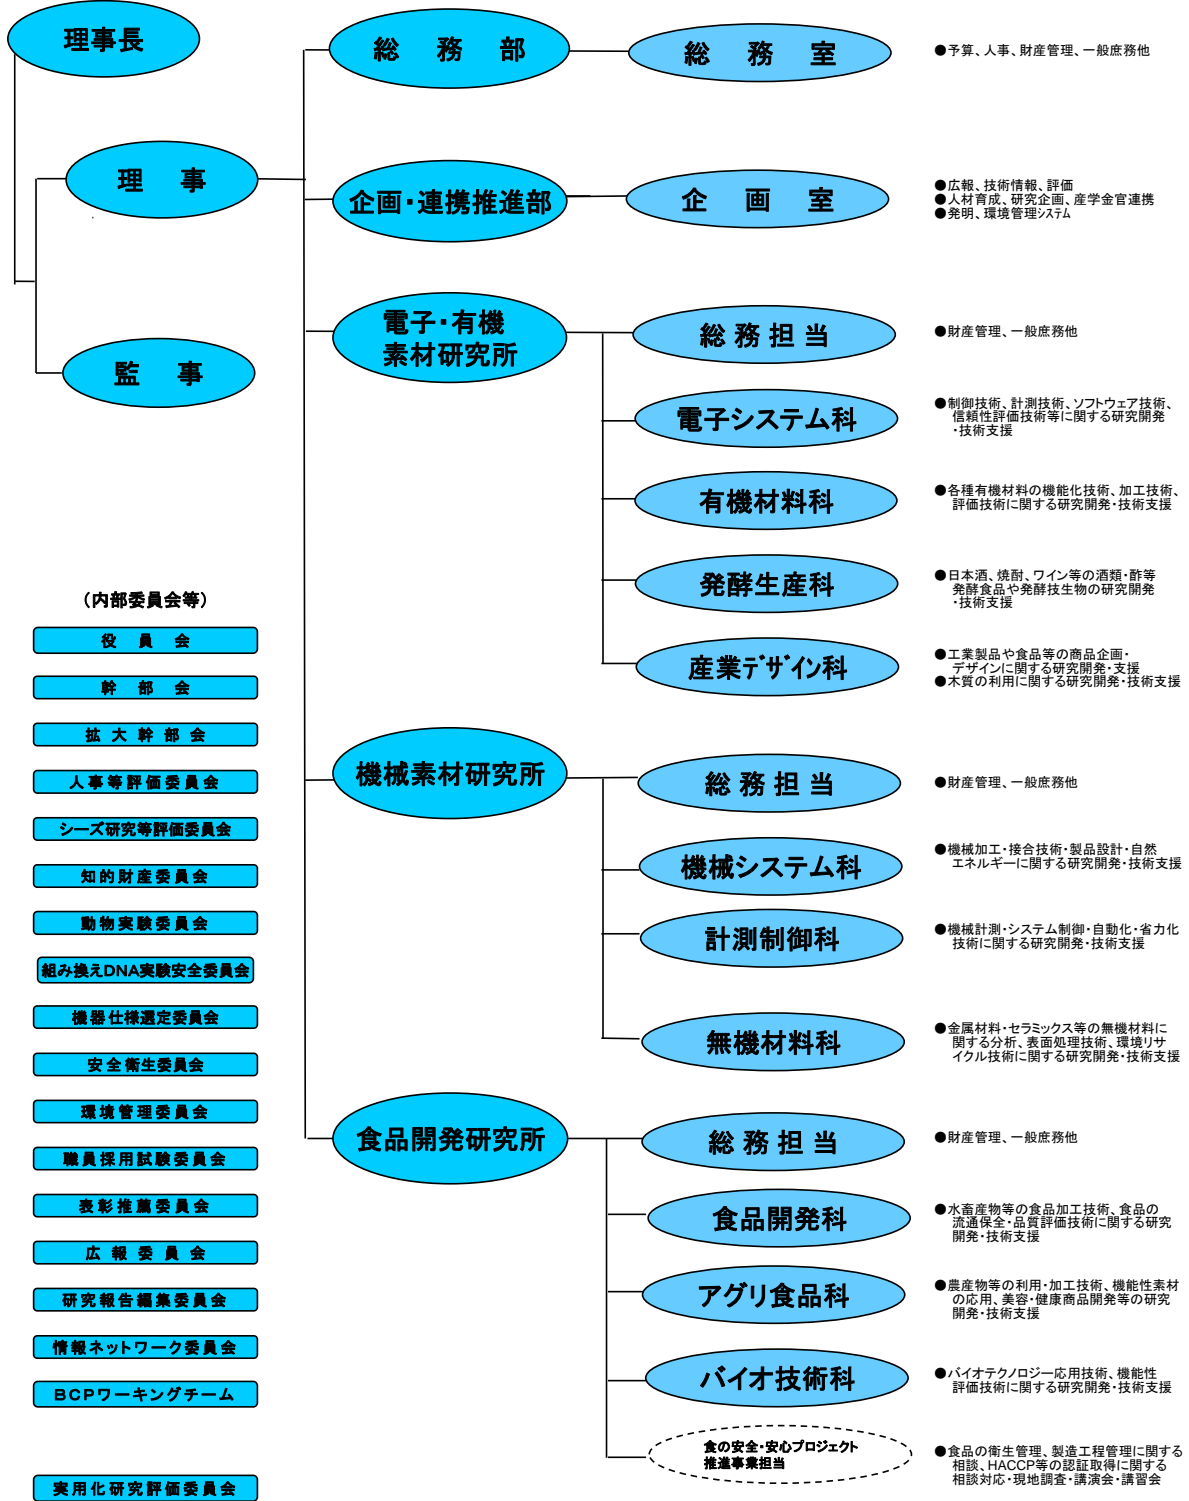 理事長
理　事
監　事
総　務　部
総　務　室
●予算、人事、財産管理、一般庶務他
企画・連携推進部
企　画　室
●広報、技術情報、評価
●人材育成、研究企画、産学金官連携
●発明、環境管理システム
電子・有機
素材研究所
総 務 担 当
●財産管理、一般庶務他
電子システム科
●制御技術、計測技術、ソフトウェア技術、
信頼性評価技術等に関する研究開発
・技術支援
有機材料科
●各種有機材料の機能化技術、加工技術、
評価技術に関する研究開発・技術支援
発酵生産科
●日本酒、焼酎、ワイン等の酒類・酢等
発酵食品や発酵技生物の研究開発
・技術支援
産業デザイン科
●工業製品や食品等の商品企画・
デザインに関する研究開発・支援
●木質の利用に関する研究開発・技術支援
機械素材研究所
総 務 担 当
●財産管理、一般庶務他
機械システム科
●機械加工・接合技術・製品設計・自然
エネルギーに関する研究開発・技術支援
計測制御科
●機械計測・システム制御・自動化・省力化
技術に関する研究開発・技術支援
無機材料科
●金属材料・セラミックス等の無機材料に
関する分析、表面処理技術、環境リサ
イクル技術に関する研究開発・技術支援
食品開発研究所
総 務 担 当
●財産管理、一般庶務他
食品開発科
●水畜産物等の食品加工技術、食品の
流通保全・品質評価技術に関する研究
開発・技術支援
アグリ食品科
●農産物等の利用・加工技術、機能性素材
の応用、美容・健康商品開発等の研究
開発・技術支援
バイオ技術科
●バイオテクノロジー応用技術、機能性
評価技術に関する研究開発・技術支援
食の安全・安心プロジェクト
推進事業担当
●食品の衛生管理、製造工程管理に関する
相談、HACCP等の認証取得に関する
相談対応・現地調査・講演会・講習会
（内部委員会等）
役　員　会
幹　部　会
拡 大 幹 部 会
人事等評価委員会
シーズ研究等評価委員会
知的財産委員会
動物実験委員会
組み換えDNA実験安全委員会
機器仕様選定委員会
安全衛生委員会
環境管理委員会
職員採用試験委員会
表彰推薦委員会
広 報 委 員 会
研究報告編集委員会
情報ネットワーク委員会
BCPワーキングチーム
実用化研究評価委員会